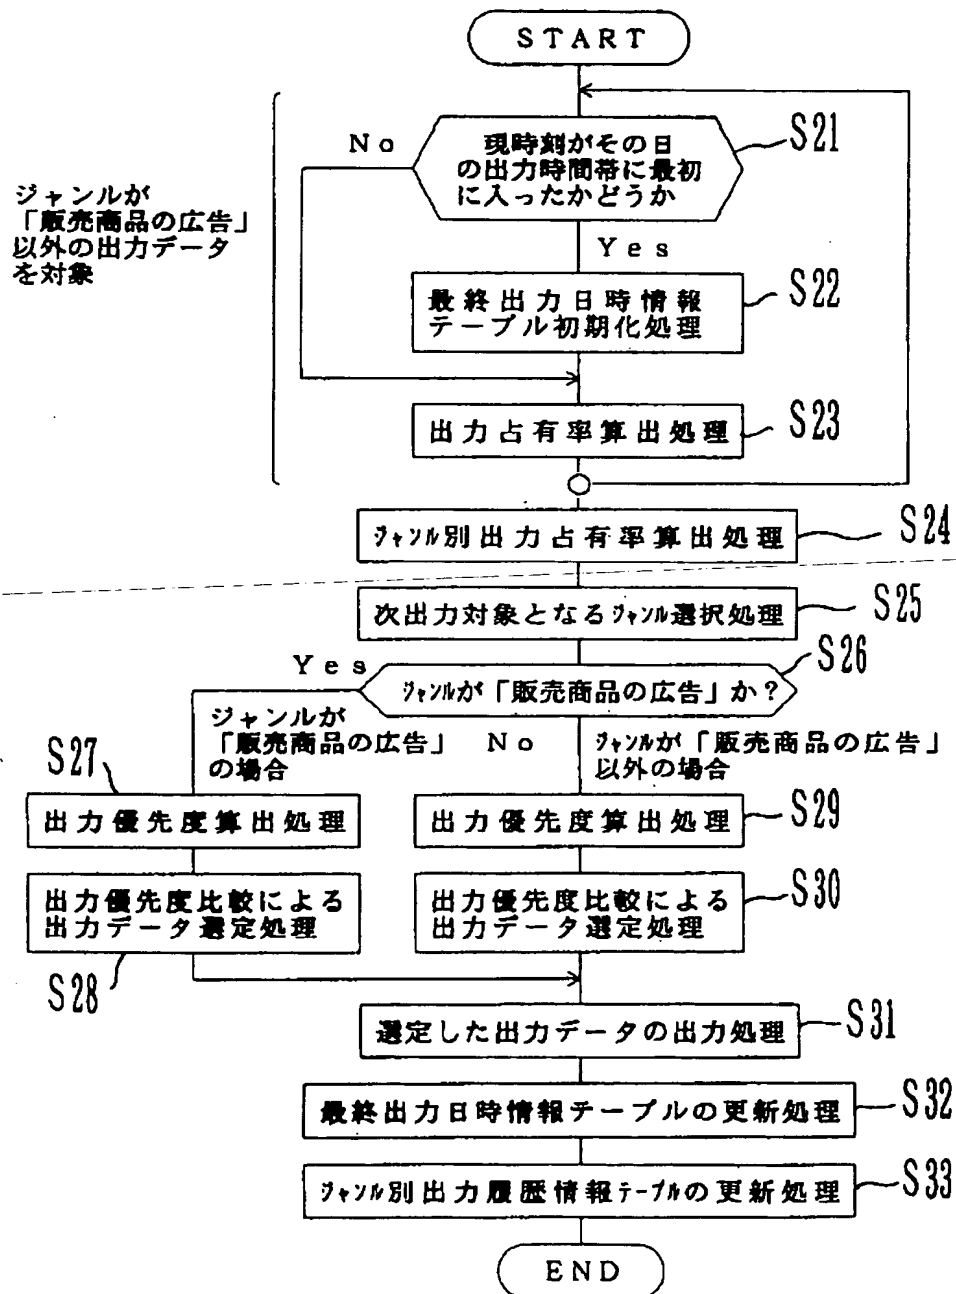 START
No
現時刻がその日
の出力時間帯に最初
に入ったかどうか
S21
ジャンルが
「販売商品の広告」
以外の出力データ
を対象
Yes
最終出力日時情報
テーブル初期化処理
S22
出力占有率算出処理
S23
ジャンル別出力占有率算出処理
S24
次出力対象となるジャンル選択処理
S25
Yes
ジャンルが「販売商品の広告」か?
S26
ジャンルが
「販売商品の広告」
の場合
No
ジャンルが「販売商品の広告」
以外の場合
S27
出力優先度算出処理
出力優先度算出処理
S29
出力優先度比較による
出力データ選定処理
S28
出力優先度比較による
出力データ選定処理
S30
選定した出力データの出力処理
S31
最終出力日時情報テーブルの更新処理
S32
ジャンル別出力履歴情報テーブルの更新処理
S33
END